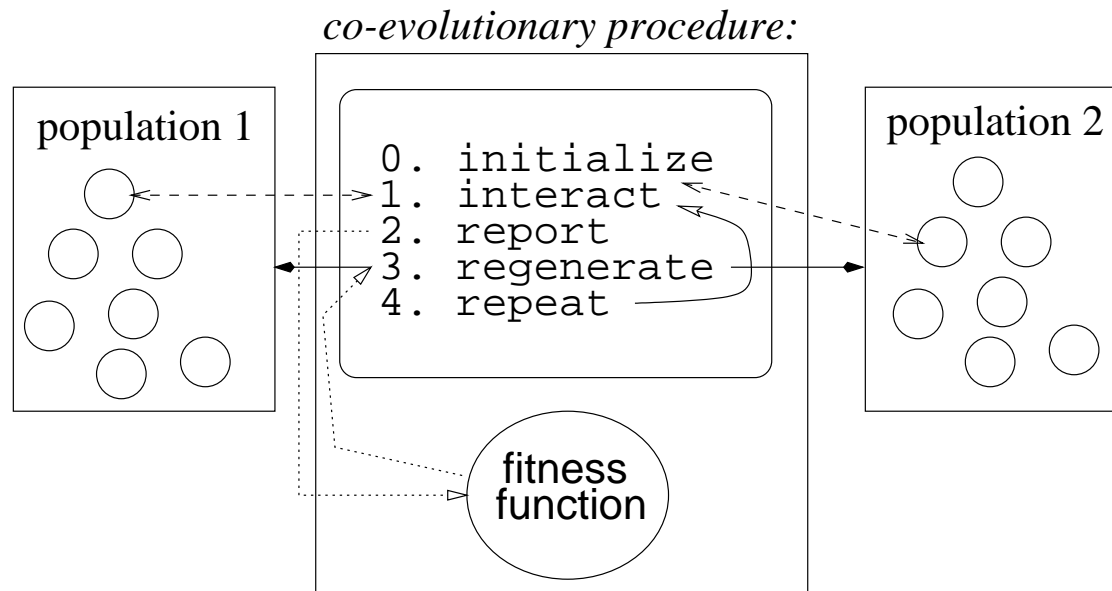 co-evolutionary procedure:
population 1
0. initialize
1. interact
2. report
3. regenerate
4. repeat
population 2
fitness
function